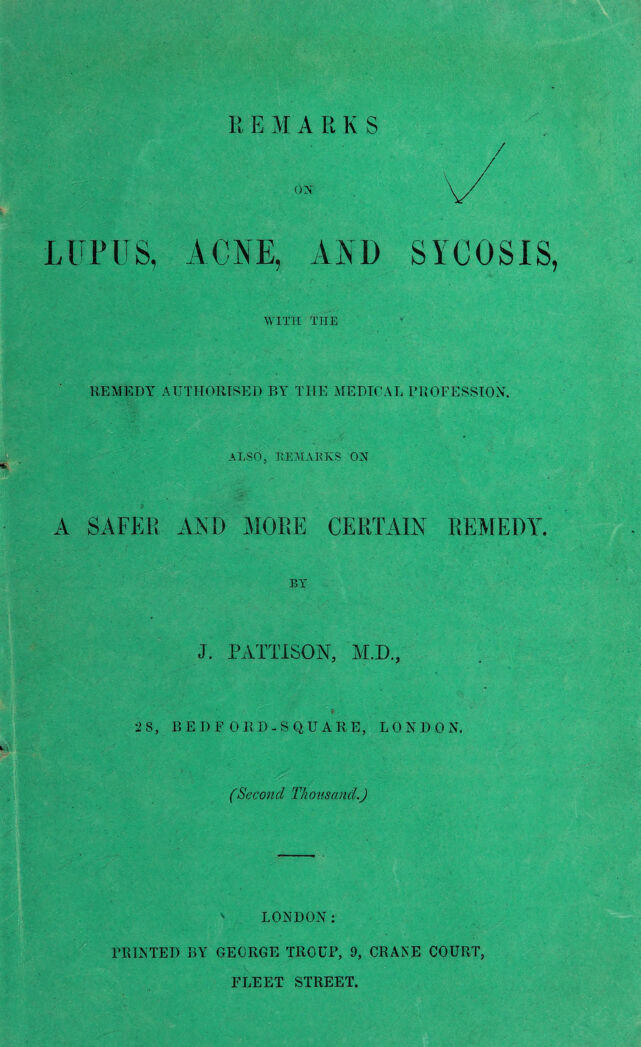 REMARKS
ON
LUPUS, ACNE, AND SYCOSIS,
WITH THE
REMEDY AUTHORISED BY THE MEDICAL PROFESSION.
ALSO, REMARKS ON
A SAFER AND MORE CERTAIN REMEDY.
BY
J. PATTISON, M.D.,
28, BEDFORD-SQUARE, LONDON.
(Second Thousand.)
LONDON:
PRINTED BY GEORGE TROUP, 9, CRANE COURT,
FLEET STREET.